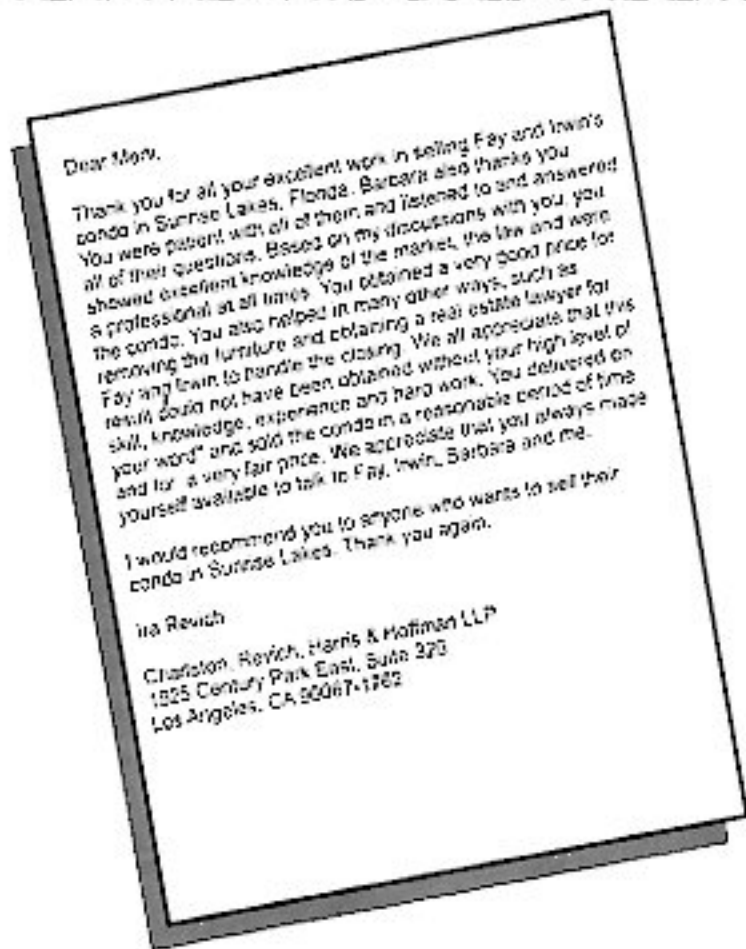 Dear Merv,
Thank you for all your excellent work in selling Fay and Irwin's
condo in Sunrise Lakes, Florida. Barbara also thanks you
You were patient with all of them and listened to and answered
all of their questions. Based on my discussions with you, you
showed excellent knowledge of the market, the law and were
a professional at all times. You obtained a very good price for
the condo. You also helped in many other ways, such as
removing the furniture and obtaining a real estate lawyer for
Fay and Irwin to handle the closing. We all appreciate that this
result could not have been obtained without your high level of
skill, knowledge, experience and hard work. You delivered on
your word" and sold the condo in a reasonable period of time
and for a very fair price. We appreciate that you always made
yourself available to talk to Fay, Irwin, Barbara and me.
I would recommend you to anyone who wants to sell their
condo in Sunrise Lakes. Thank you again.
Ira Revich
Charlston, Revich, Harris & Hoffman LLP
Century Park East, Suite
Los Angeles, CA